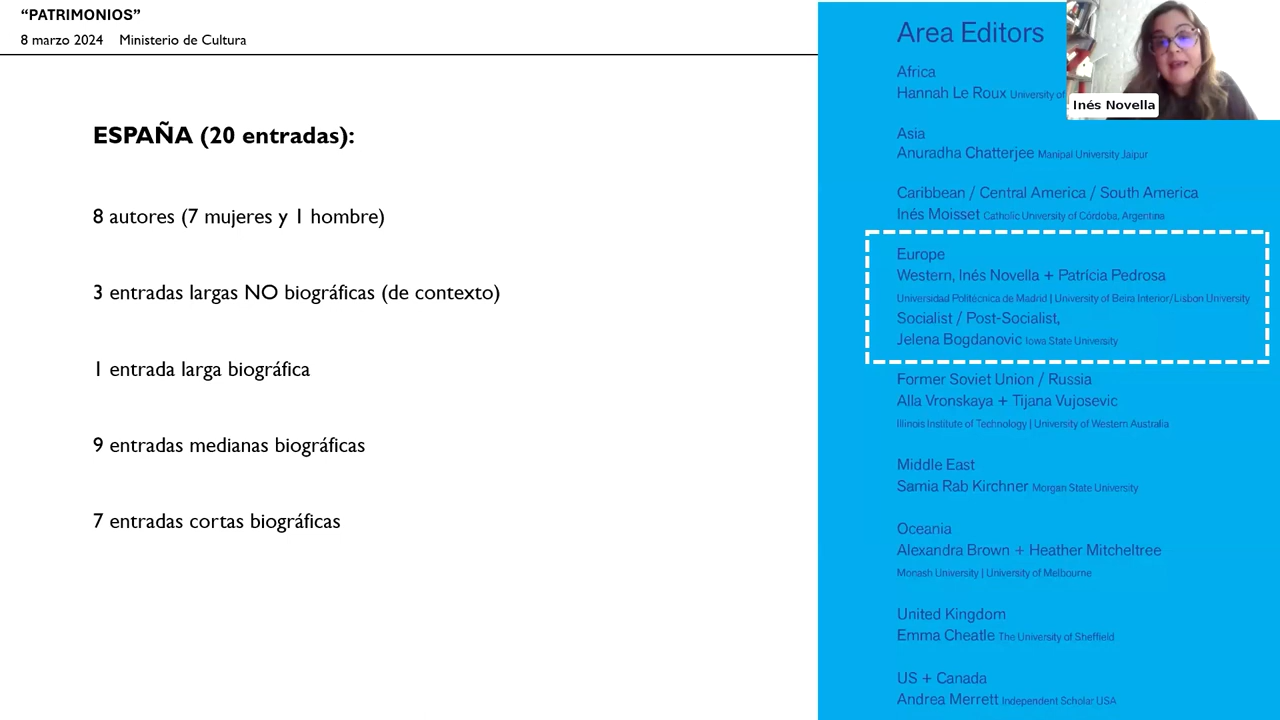 “PATRIMONIOS”
8 marzo 2024 Ministerio de Cultura
ESPAÑA (20 entradas):
8 autores (7 mujeres y 1 hombre)
3 entradas largas NO biográficas (de contexto)
1 entrada larga biográfica
9 entradas medianas biográficas
7 entradas cortas biográficas
Area Editors
Africa
Hannah Le Roux University of
Asia
Anuradha Chatterjee Manipal University Jaipur
Caribbean / Central America / South America
Inés Moisset Catholic University of Córdoba, Argentina
Europe
Western, Inés Novella + Patrícia Pedrosa
Universidad Politécnica de Madrid | University of Beira Interior/Lisbon University
Socialist / Post-Socialist,
Jelena Bogdanovic Iowa State University
Former Soviet Union / Russia
Alla Vronskaya + Tijana Vujosevic
Illinois Institute of Technology | University of Western Australia
Middle East
Samia Rab Kirchner Morgan State University
Oceania
Alexandra Brown + Heather Mitcheltree
Monash University | University of Melbourne
United Kingdom
Emma Cheatle The University of Sheffield
US + Canada
Andrea Merrett Independent Scholar USA
Inés Novella